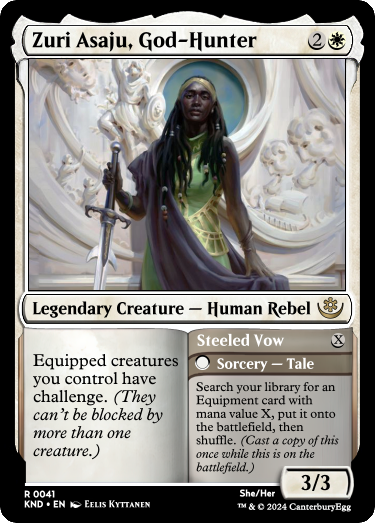 Zuri Asaju, God-Hunter 2
Legendary Creature — Human Rebel
Equipped creatures
you control have
challenge. (They
can't be blocked by
more than one
creature.)
Steeled Vow X
Sorcery — Tale
Search your library for an
Equipment card with
mana value X, put it onto
the battlefield, then
shuffle. (Cast a copy of this
once while this is on the
battlefield.)
3/3
R 0041
KND • EN Eelis Kyttanen
She/Her
™ & © 2024 CanterburyEgg